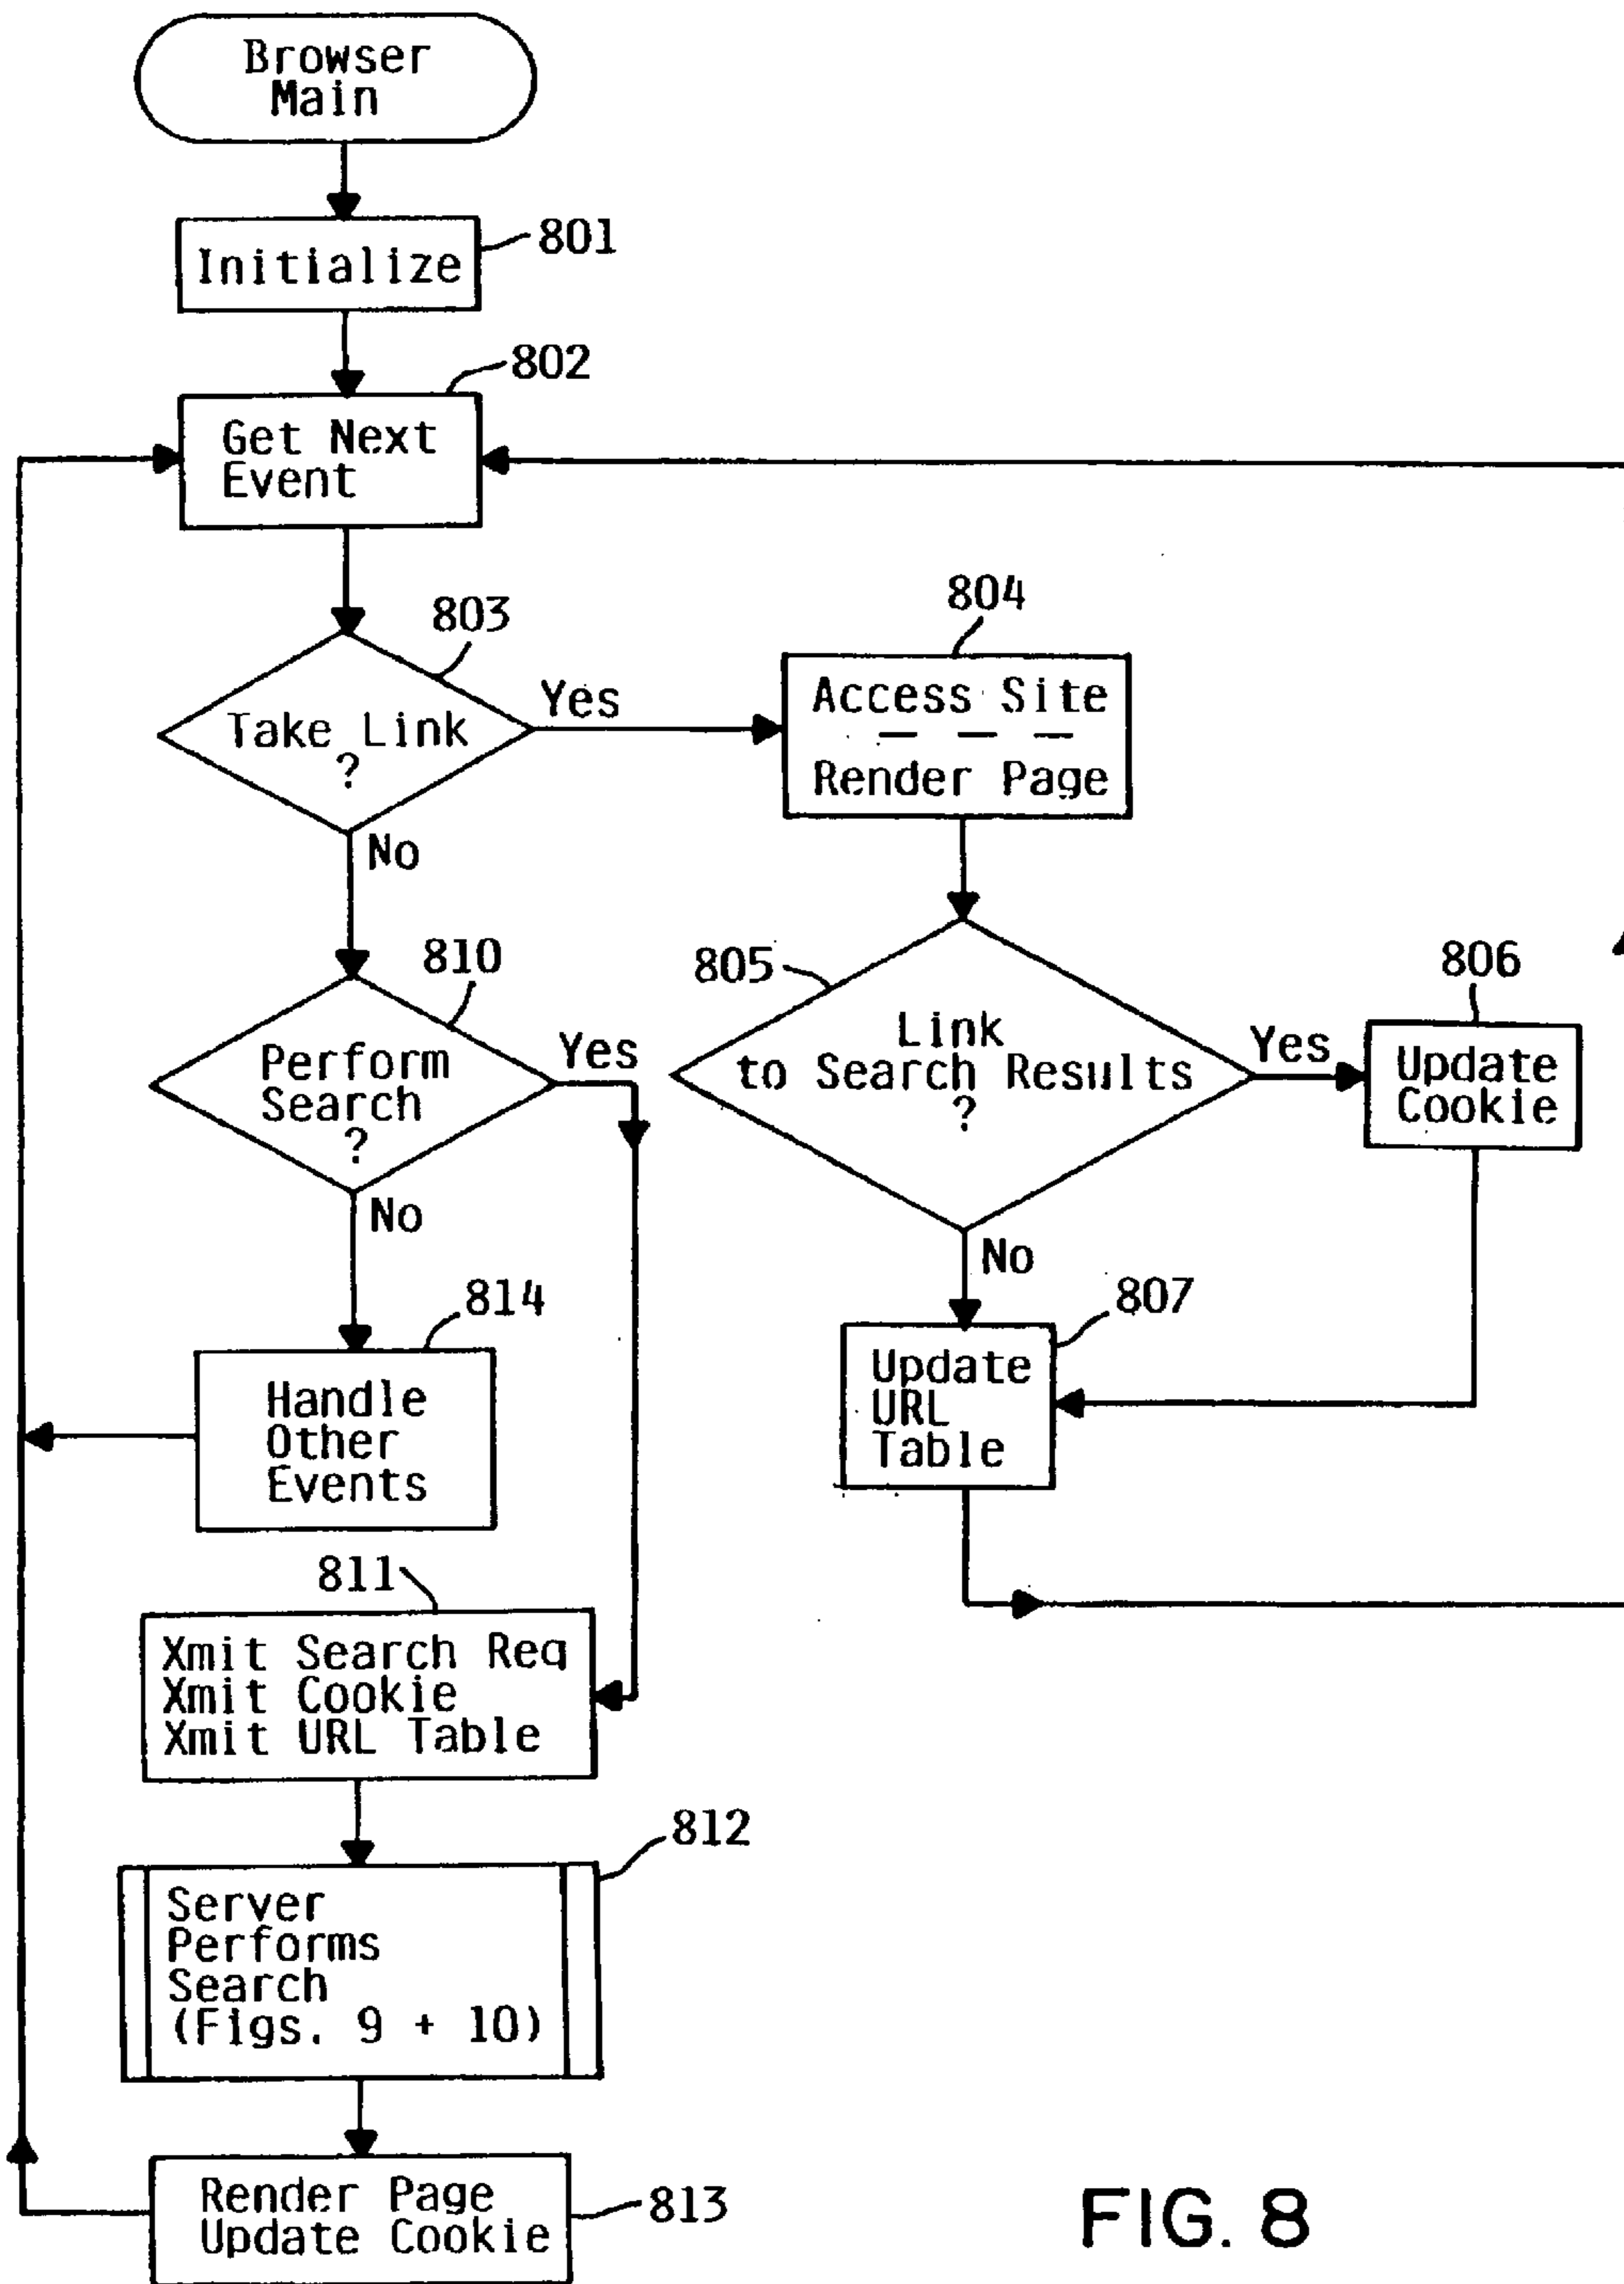 Browser
Main
801
Initialize
802
Get Next
Event
803
Take Link
?
Yes
No
804
Access Site
Render Page
805
Link
to Search Results
?
Yes
No
806
Update
Cookie
807
Update
URL
Table
810
Perform
Search
?
Yes
No
814
Handle
Other
Events
811
Xmit Search Req
Xmit Cookie
Xmit URL Table
812
Server
Performs
Search
(Figs. 9 + 10)
813
Render Page
Update Cookie
FIG. 8